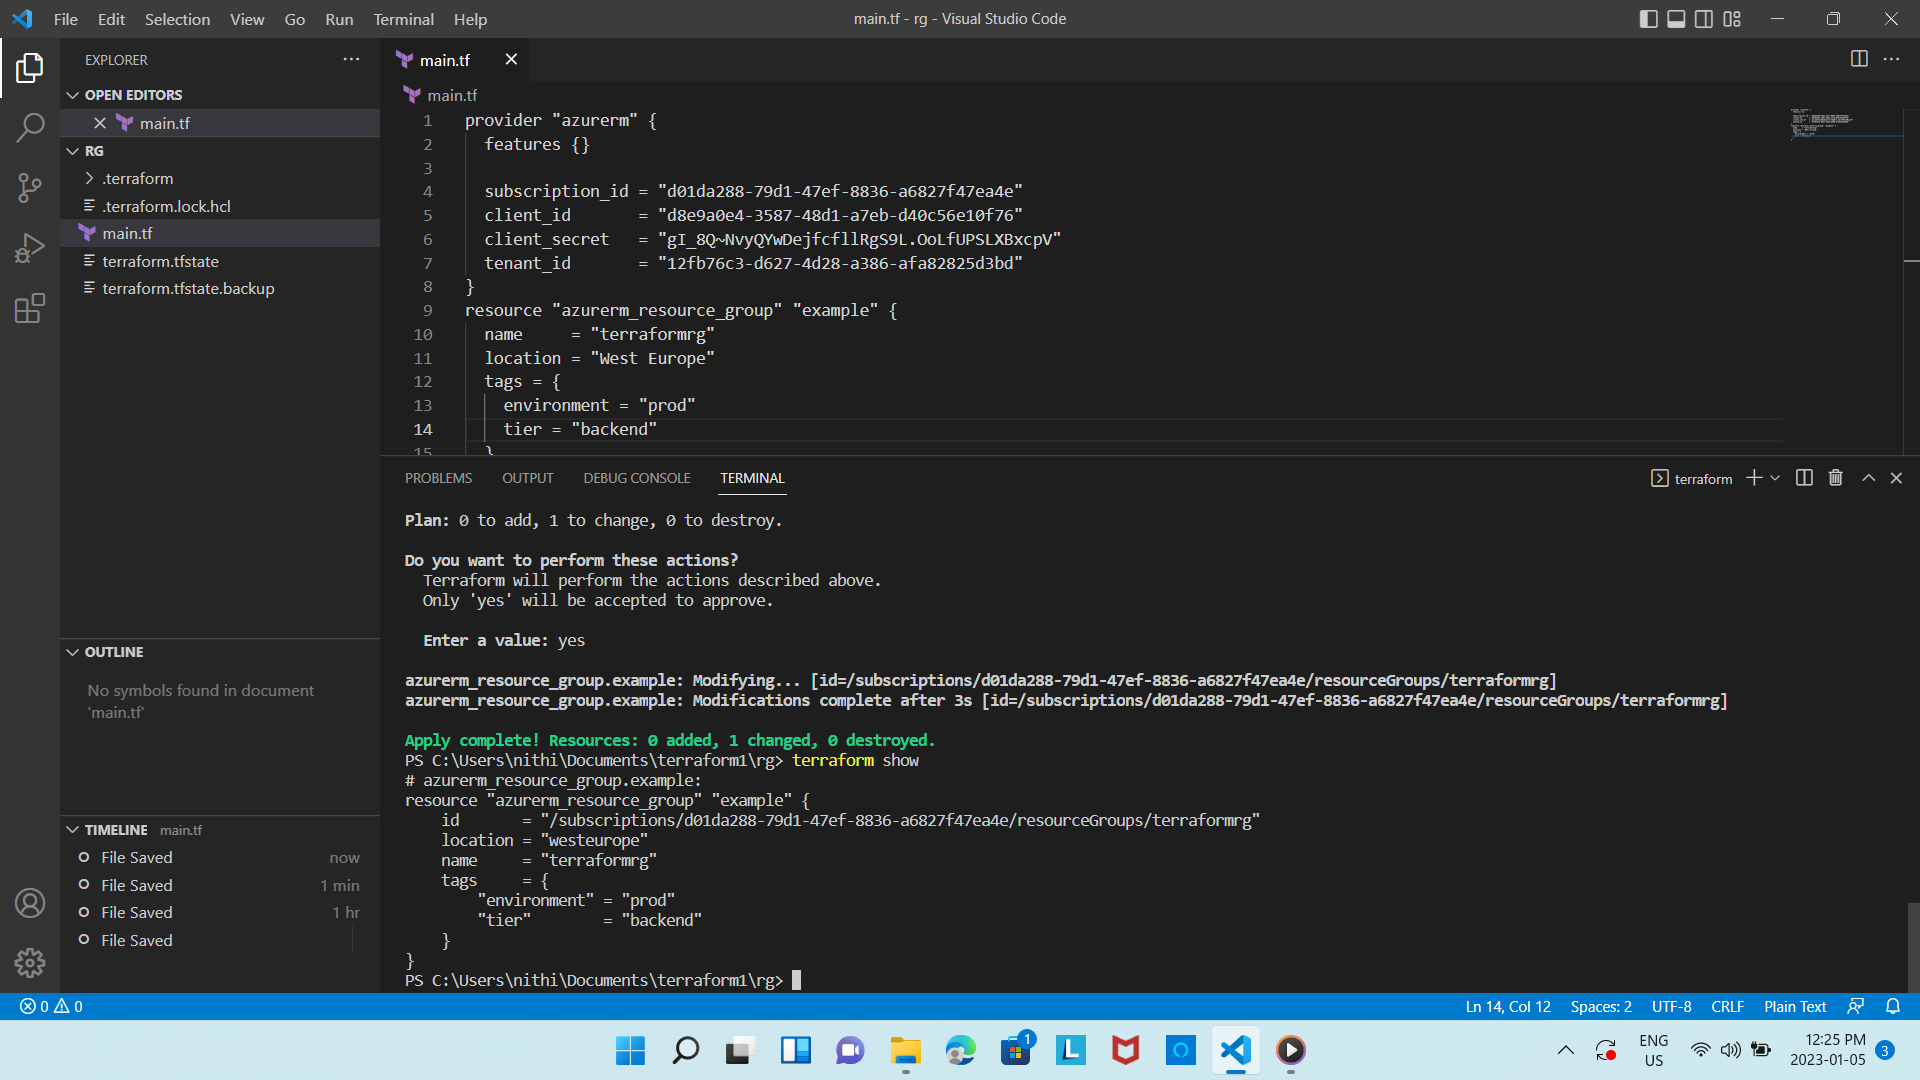 File Edit Selection View Go Run Terminal Help
main.tf - rg - Visual Studio Code
EXPLORER
OPEN EDITORS
main.tf
RG
.terraform
.terraform.lock.hcl
main.tf
terraform.tfstate
terraform.tfstate.backup
OUTLINE
No symbols found in document
'main.tf'
TIMELINE main.tf
File Saved now
File Saved 1 min
File Saved 1 hr
File Saved
main.tf
main.tf
1 provider "azurerm" {
2 features {}
3
4 subscription_id = "d01da288-79d1-47ef-8836-a6827f47ea4e"
5 client_id = "d8e9a0e4-3587-48d1-a7eb-d40c56e10f76"
6 client_secret = "gI_8Q~NvyQYwDejfcfllRgS9L.OoLfUPSLXBxcpV"
7 tenant_id = "12fb76c3-d627-4d28-a386-afa82825d3bd"
8 }
9 resource "azurerm_resource_group" "example" {
10 name = "terraformrg"
11 location = "West Europe"
12 tags = {
13 environment = "prod"
14 tier = "backend"
15 }
PROBLEMS OUTPUT DEBUG CONSOLE TERMINAL
terraform
Plan: 0 to add, 1 to change, 0 to destroy.
Do you want to perform these actions?
Terraform will perform the actions described above.
Only 'yes' will be accepted to approve.
Enter a value: yes
azurerm_resource_group.example: Modifying... [id=/subscriptions/d01da288-79d1-47ef-8836-a6827f47ea4e/resourceGroups/terraformrg]
azurerm_resource_group.example: Modifications complete after 3s [id=/subscriptions/d01da288-79d1-47ef-8836-a6827f47ea4e/resourceGroups/terraformrg]
Apply complete! Resources: 0 added, 1 changed, 0 destroyed.
PS C:\Users\nithi\Documents\terraform1\rg> terraform show
# azurerm_resource_group.example:
resource "azurerm_resource_group" "example" {
id = "/subscriptions/d01da288-79d1-47ef-8836-a6827f47ea4e/resourceGroups/terraformrg"
location = "westeurope"
name = "terraformrg"
tags = {
"environment" = "prod"
"tier" = "backend"
}
}
PS C:\Users\nithi\Documents\terraform1\rg>
0 0
Ln 14, Col 12 Spaces: 2 UTF-8 CRLF Plain Text
1
L
ENG
US
12:25 PM
2023-01-05
3